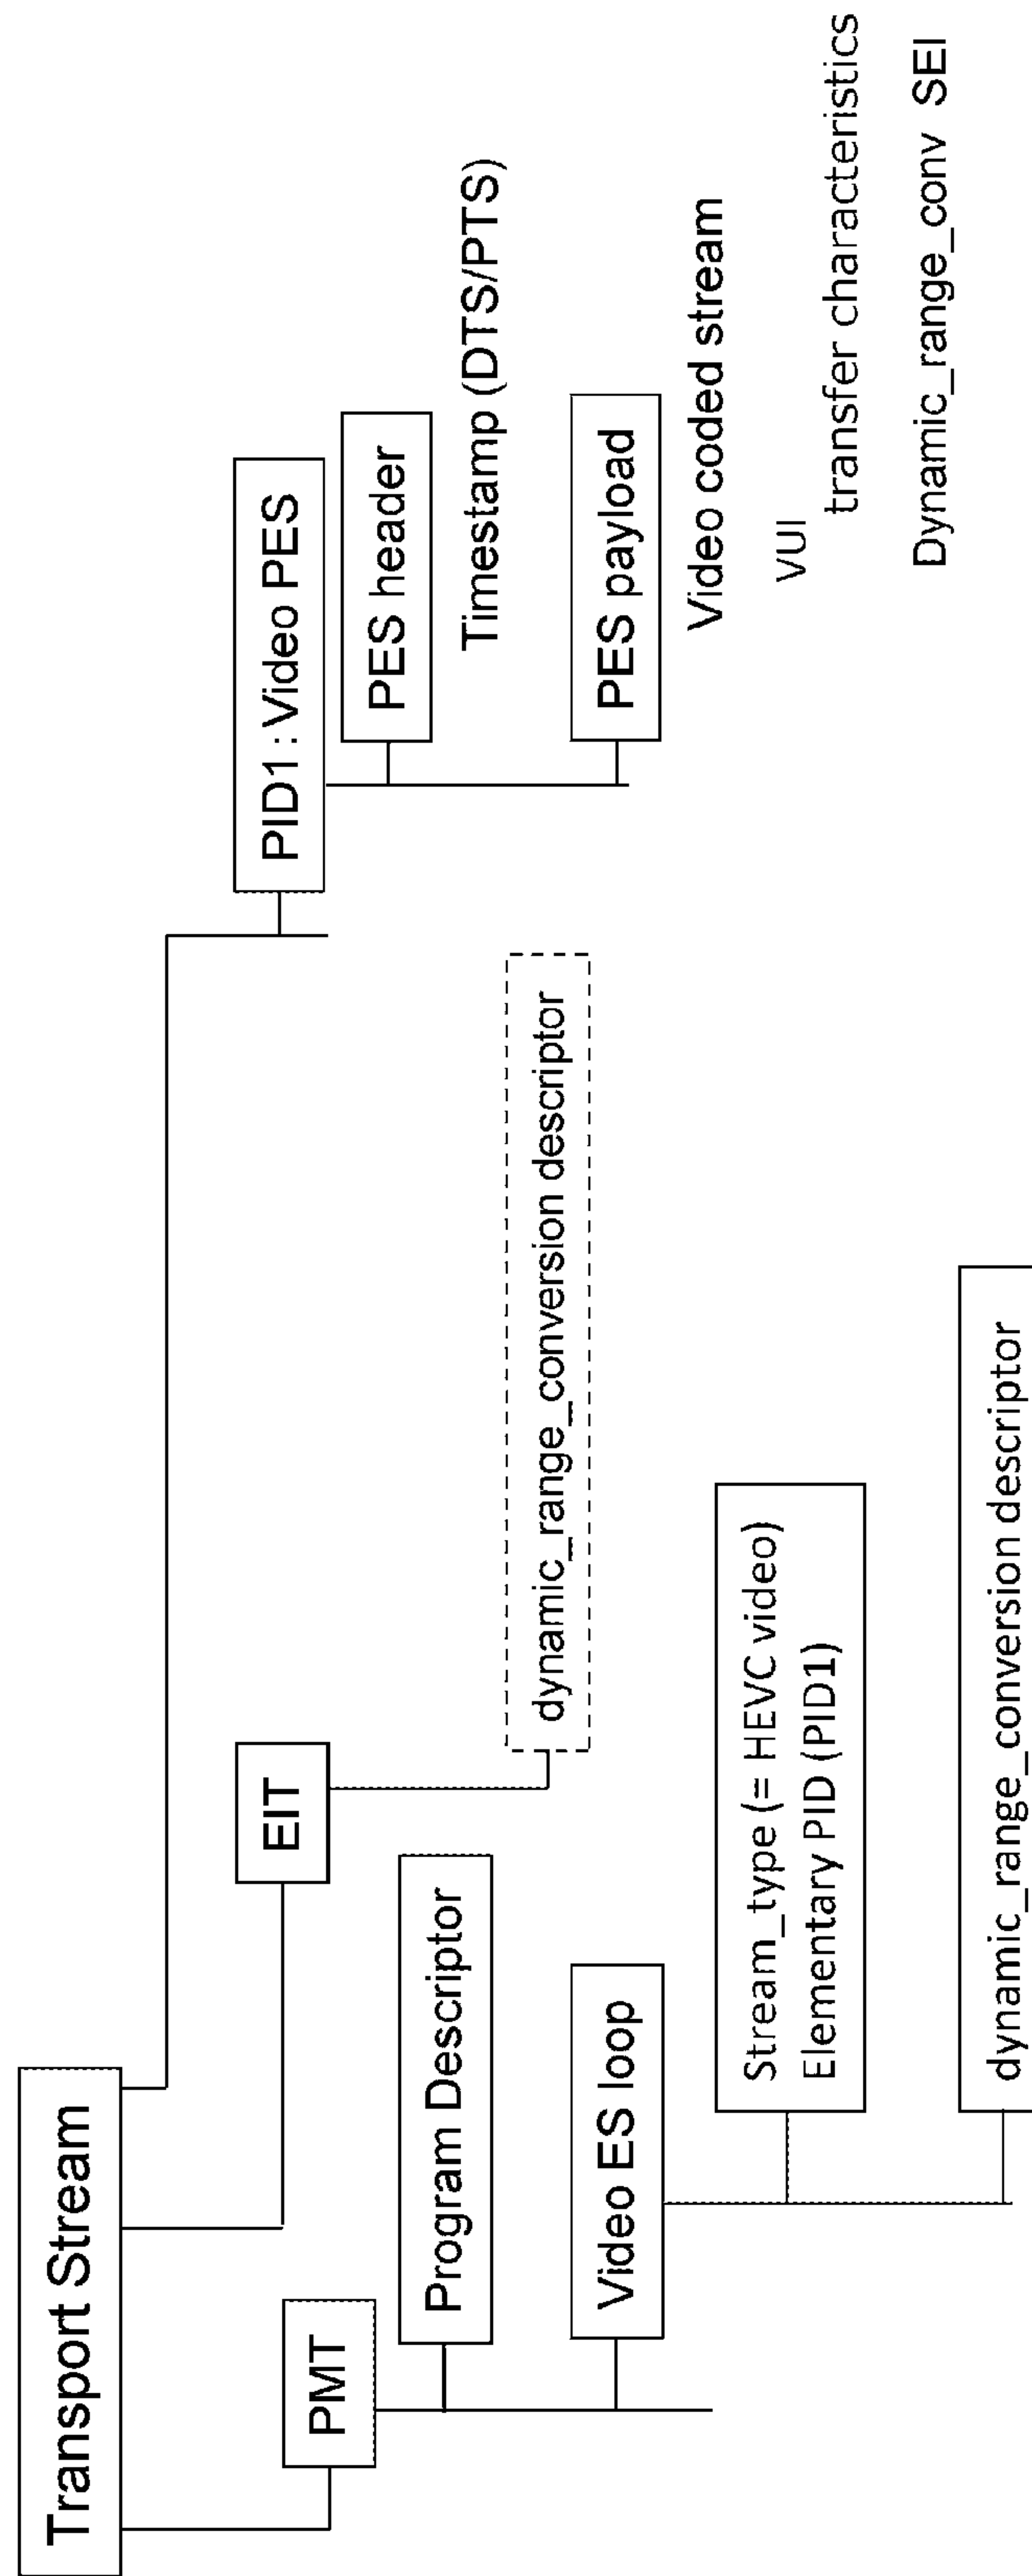 Transport Stream
PMT
Program Descriptor
Video ES loop
Stream_type (= HEVC video)
Elementary PID (PID1)
dynamic_range_conversion descriptor
EIT
dynamic_range_conversion descriptor
PID1 : Video PES
PES header
Timestamp (DTS/PTS)
PES payload
Video coded stream
VUI
transfer characteristics
Dynamic_range_conv SEI